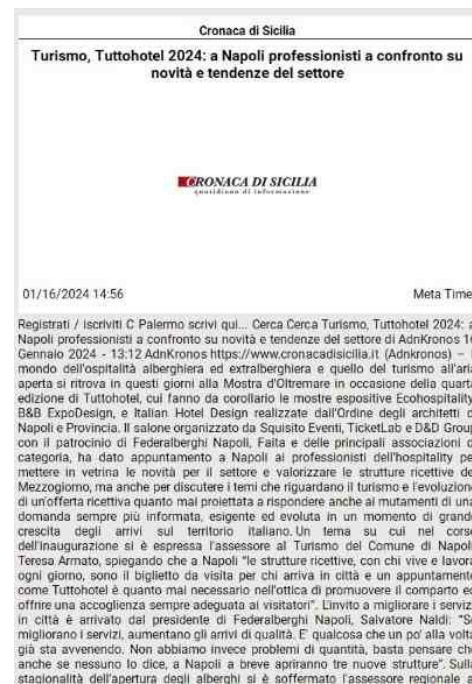 Cronaca di Sicilia
Turismo, Tuttohotel 2024: a Napoli professionisti a confronto su
novità e tendenze del settore
CRONACA DI SICILIA
quotidiano di informazione
01/16/2024 14:56 Meta Time
Registrati / Iscriviti C Palermo scrivi qui... Cerca Cerca Turismo, Tuttohotel 2024: a
Napoli professionisti a confronto su novità e tendenze del settore di AdnKronos 16
Gennaio 2024 - 13:12 AdnKronos https://www.cronacadisicilia.it (Adnkronos) –
mondo dell'ospitalità alberghiera ed extralberghiera e quello del turismo all'aria
aperta si ritrova in questi giorni alla Mostra d'Oltremare in occasione della quarta
edizione di Tuttohotel, cui fanno da corollario le mostre espositive Ecohospitality,
B&B ExpoDesign, e Italian Hotel Design realizzate dall'Ordine degli architetti di
Napoli e Provincia. Il salone organizzato da Squisito Eventi, TicketLab e D&D Group
con il patrocinio di Federalberghi Napoli, Faita e delle principali associazioni di
categoria, ha dato appuntamento a Napoli ai professionisti dell'hospitality per
mettere in vetrina le novità per il settore e valorizzare le strutture ricettive del
Mezzogiorno, ma anche per discutere i temi che riguardano il turismo e l'evoluzione
di un'offerta ricettiva quanto mai proiettata a rispondere anche ai mutamenti di una
domanda sempre più informata, esigente ed evoluta in un momento di grande
crescita degli arrivi sul territorio italiano. Un tema su cui nel corso
dell'inaugurazione si è espressa l'assessore al Turismo del Comune di Napoli
Teresa Armato, spiegando che a Napoli "le strutture ricettive, con chi vive e lavora
ogni giorno, sono il biglietto da visita per chi arriva in città e un appuntamento
come Tuttohotel è quanto mai necessario nell'ottica di promuovere il comparto ed
offrire una accoglienza sempre adeguata ai visitatori". L'invito a migliorare i servizi
in città è arrivato dal presidente di Federalberghi Napoli, Salvatore Naldi: "Se
migliorano i servizi, aumentano gli arrivi di qualità. E' qualcosa che un po' alla volta
già sta avvenendo. Non abbiamo invece problemi di quantità, basta pensare che
anche se nessuno lo dice, a Napoli a breve apriranno tre nuove strutture". Sulla
stagionalità dell'apertura degli alberghi si è soffermato l'assessore regionale al